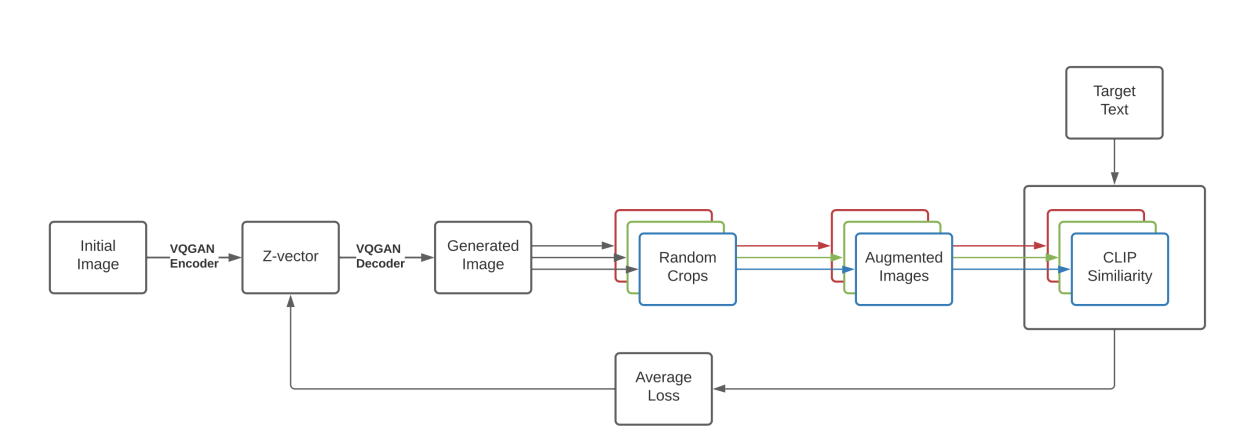 Target
Text
Initial
Image
VQGAN
Encoder
Z-vector
VQGAN
Decoder
Generated
Image
Random
Crops
Augmented
Images
CLIP
Similiarity
Average
Loss